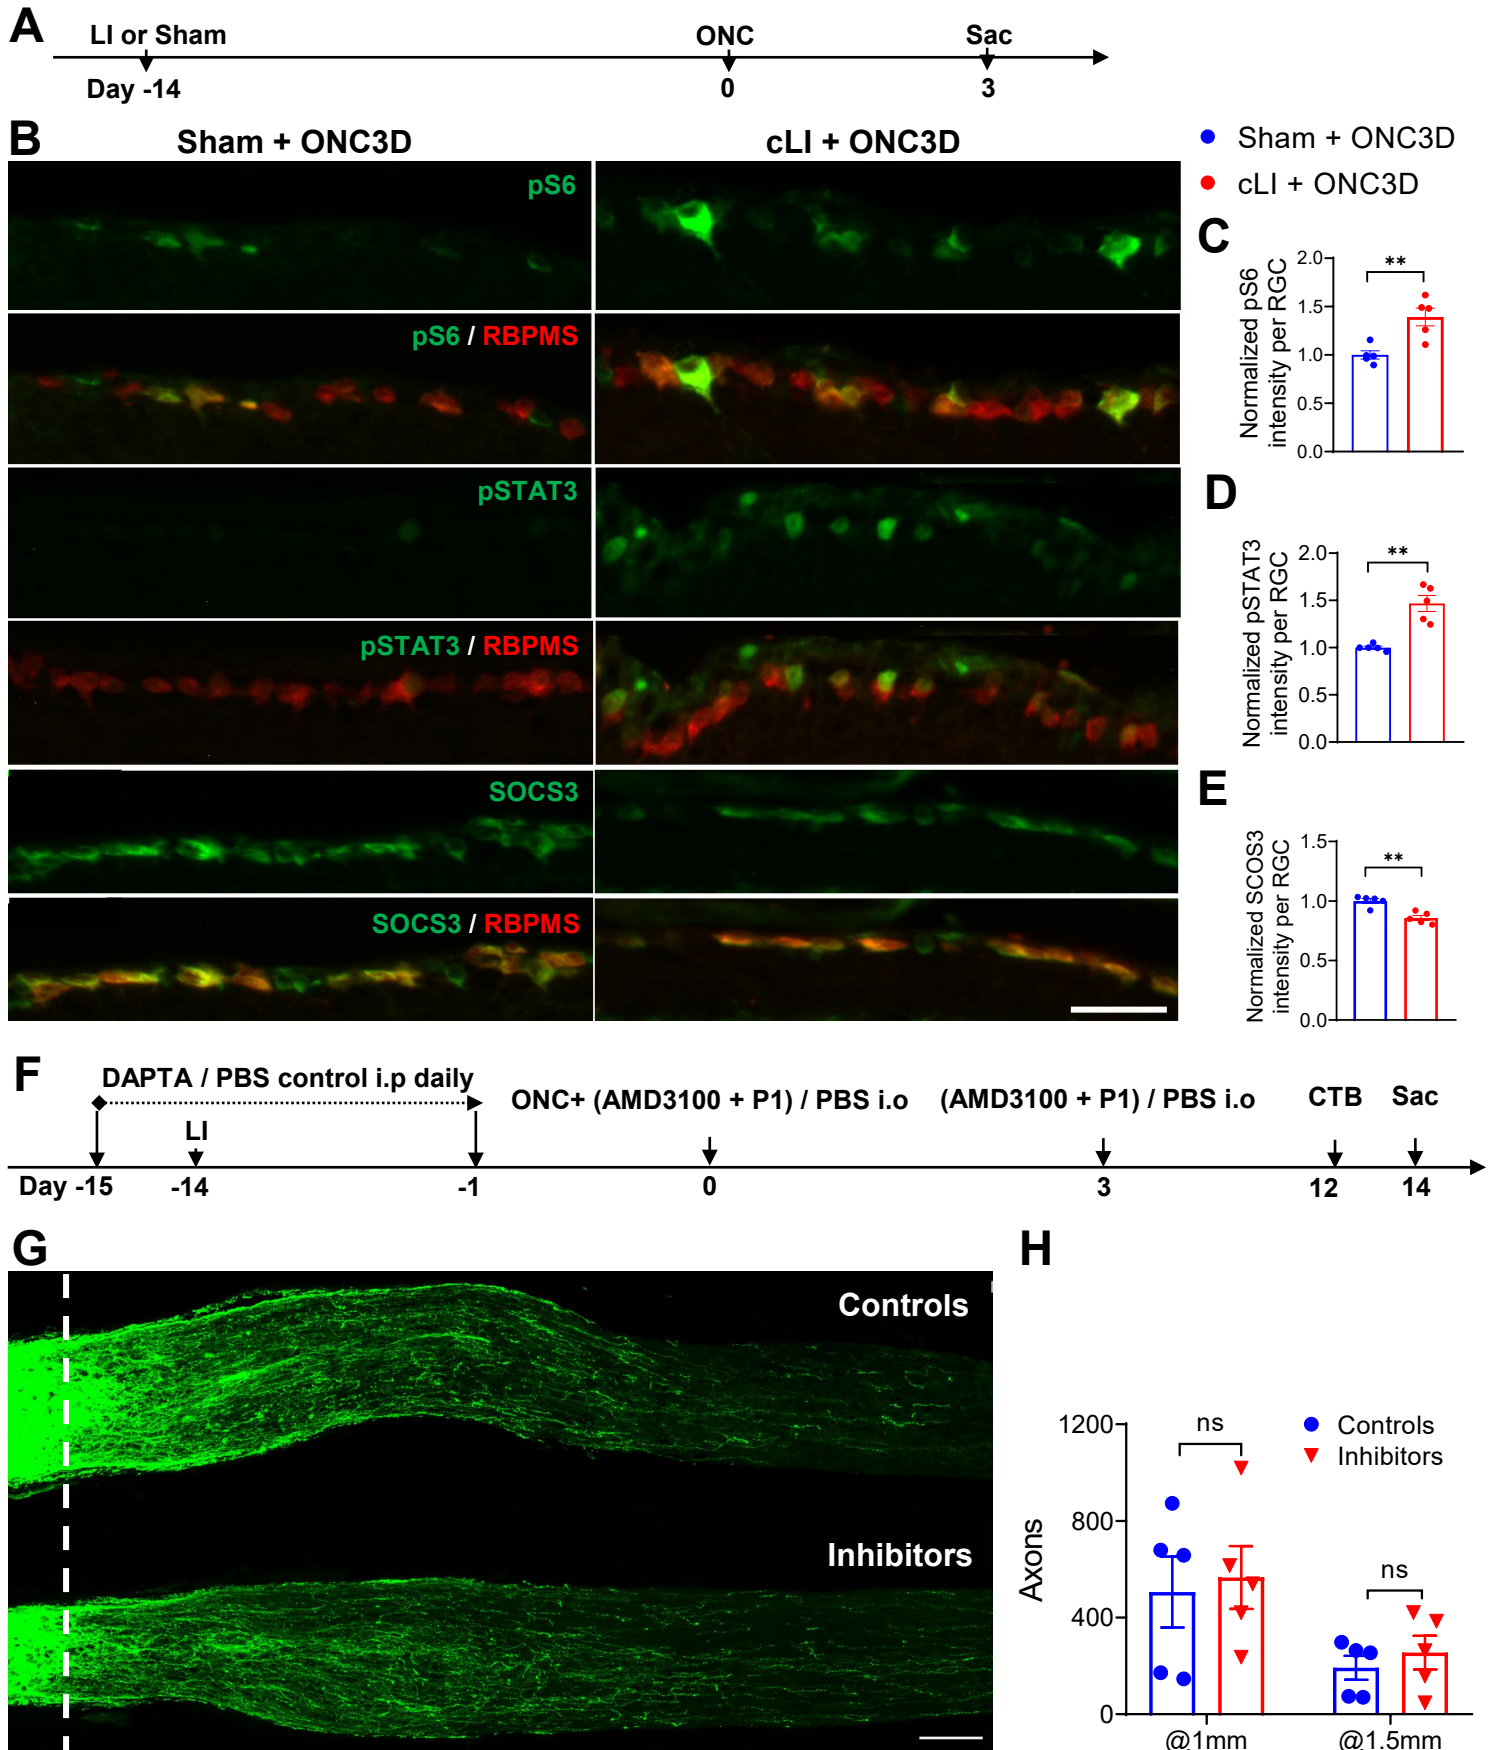 A
LI or Sham
ONC
Sac
Day -14
0
3
B
Sham + ONC3D
cLI + ONC3D
Sham + ONC3D
cLI + ONC3D
pS6
pS6 / RBPMS
pSTAT3
pSTAT3 / RBPMS
SOCS3
SOCS3 / RBPMS
C
Normalized pS6
intensity per RGC
2.0
1.5
1.0
0.5
0.0
**
D
Normalized pSTAT3
intensity per RGC
2.0
1.5
1.0
0.5
0.0
**
E
Normalized SCOS3
intensity per RGC
1.5
1.0
0.5
0.0
**
F
DAPTA / PBS control i.p daily
LI
ONC+ (AMD3100 + P1) / PBS i.o
(AMD3100 + P1) / PBS i.o
CTB
Sac
Day -15
-14
-1
0
3
12
14
G
Controls
Inhibitors
H
Axons
1200
800
400
0
ns
ns
Controls
Inhibitors
@1mm
@1.5mm